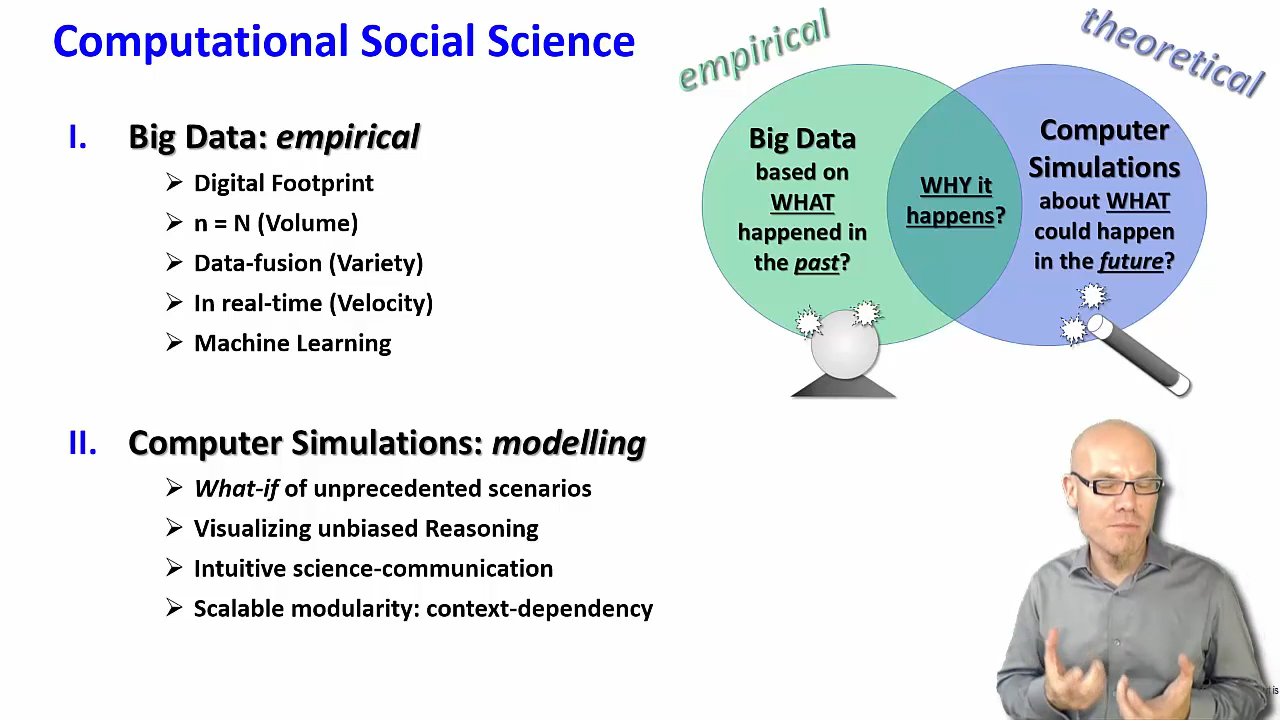 Computational Social Science
I. Big Data: empirical
Digital Footprint
n = N (Volume)
Data-fusion (Variety)
In real-time (Velocity)
Machine Learning
II. Computer Simulations: modelling
What-if of unprecedented scenarios
Visualizing unbiased Reasoning
Intuitive science-communication
Scalable modularity: context-dependency
empirical
theoretical
Big Data
based on
WHAT
happened in
the past?
WHY it
happens?
Computer
Simulations
about WHAT
could happen
in the future?